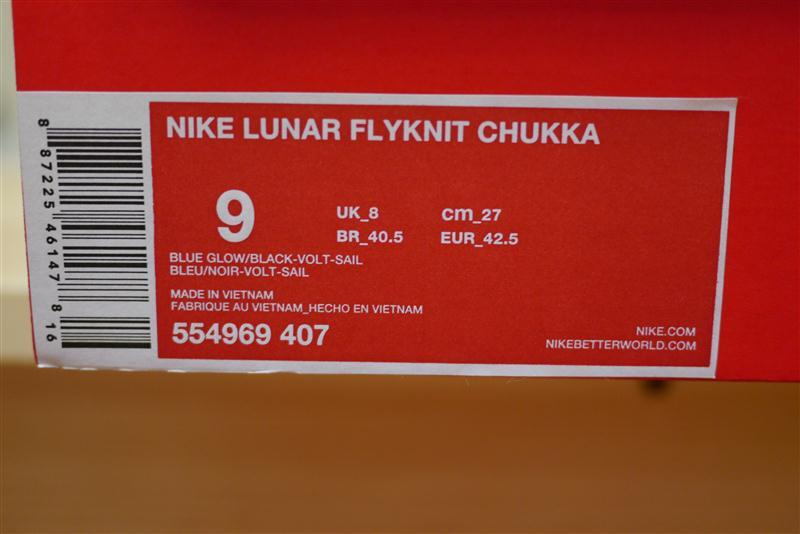 NIKE LUNAR FLYKNIT CHUKKA
9
UK_8 cm_27
BR_40.5 EUR_42.5
BLUE GLOW/BLACK-VOLT-SAIL
BLEU/NOIR-VOLT-SAIL
MADE IN VIETNAM
FABRIQUE AU VIETNAM_HECHO EN VIETNAM
554969 407
NIKE.COM
NIKEBETTERWORLD.COM
8 87225 46147 8 16